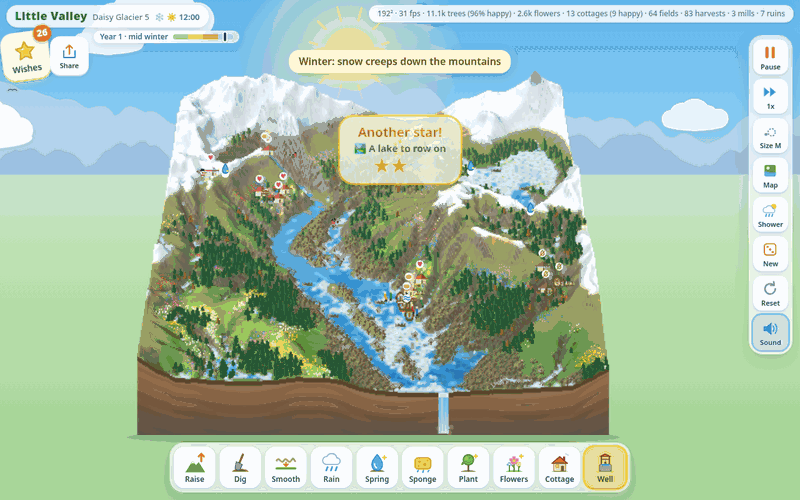 Little Valley Daisy Glacier 5 12:00
192² · 31 fps · 11.1k trees (96% happy) · 2.6k flowers · 13 cottages (9 happy) · 64 fields · 83 harvests · 3 mills · 7 ruins
Year 1 · mid winter
26
Wishes
Share
Winter: snow creeps down the mountains
Another star!
A lake to row on
Pause
1x
Size M
Map
Shower
New
Reset
Sound
Raise
Dig
Smooth
Rain
Spring
Sponge
Plant
Flowers
Cottage
Well